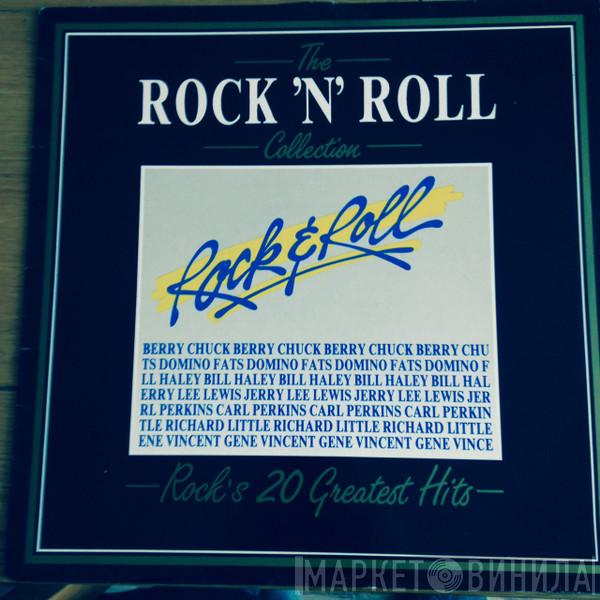 The
ROCK 'N' ROLL
Collection
Rock & Roll
BERRY CHUCK BERRY CHUCK BERRY CHUCK BERRY CHU
TS DOMINO FATS DOMINO FATS DOMINO FATS DOMINO F
LL HALEY BILL HALEY BILL HALEY BILL HALEY BILL HAL
ERRY LEE LEWIS JERRY LEE LEWIS JERRY LEE LEWIS JER
RL PERKINS CARL PERKINS CARL PERKINS CARL PERKIN
TLE RICHARD LITTLE RICHARD LITTLE RICHARD LITTLE
ENE VINCENT GENE VINCENT GENE VINCENT GENE VINCE
Rock's 20 Greatest Hits
МАРКЕТ ВИНИЛА